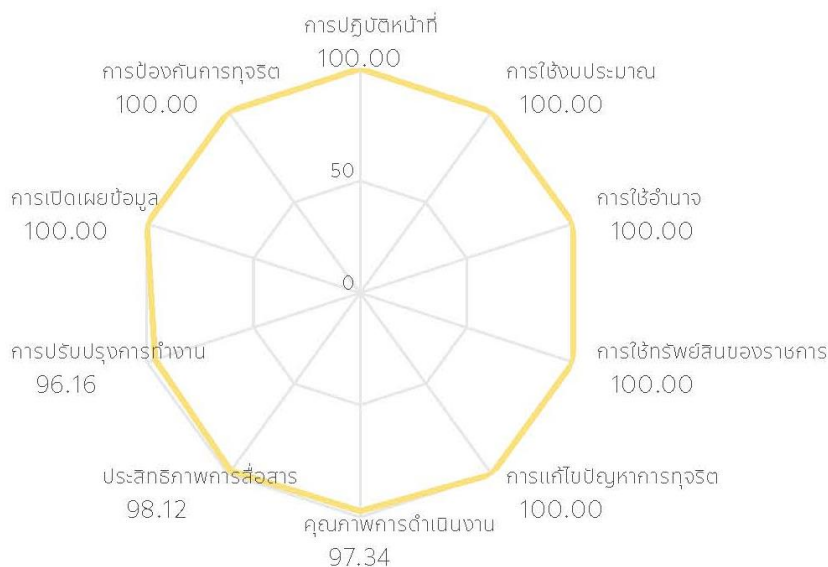 การปฏิบัติหน้าที่
100.00
การป้องกันการทุจริต
100.00
การใช้งบประมาณ
100.00
50
การเปิดเผยข้อมูล
100.00
การใช้อำนาจ
100.00
0
การปรับปรุงการทำงาน
96.16
การใช้ทรัพย์สินของราชการ
100.00
ประสิทธิภาพการสื่อสาร
98.12
การแก้ไขปัญหาการทุจริต
100.00
คุณภาพการดำเนินงาน
97.34